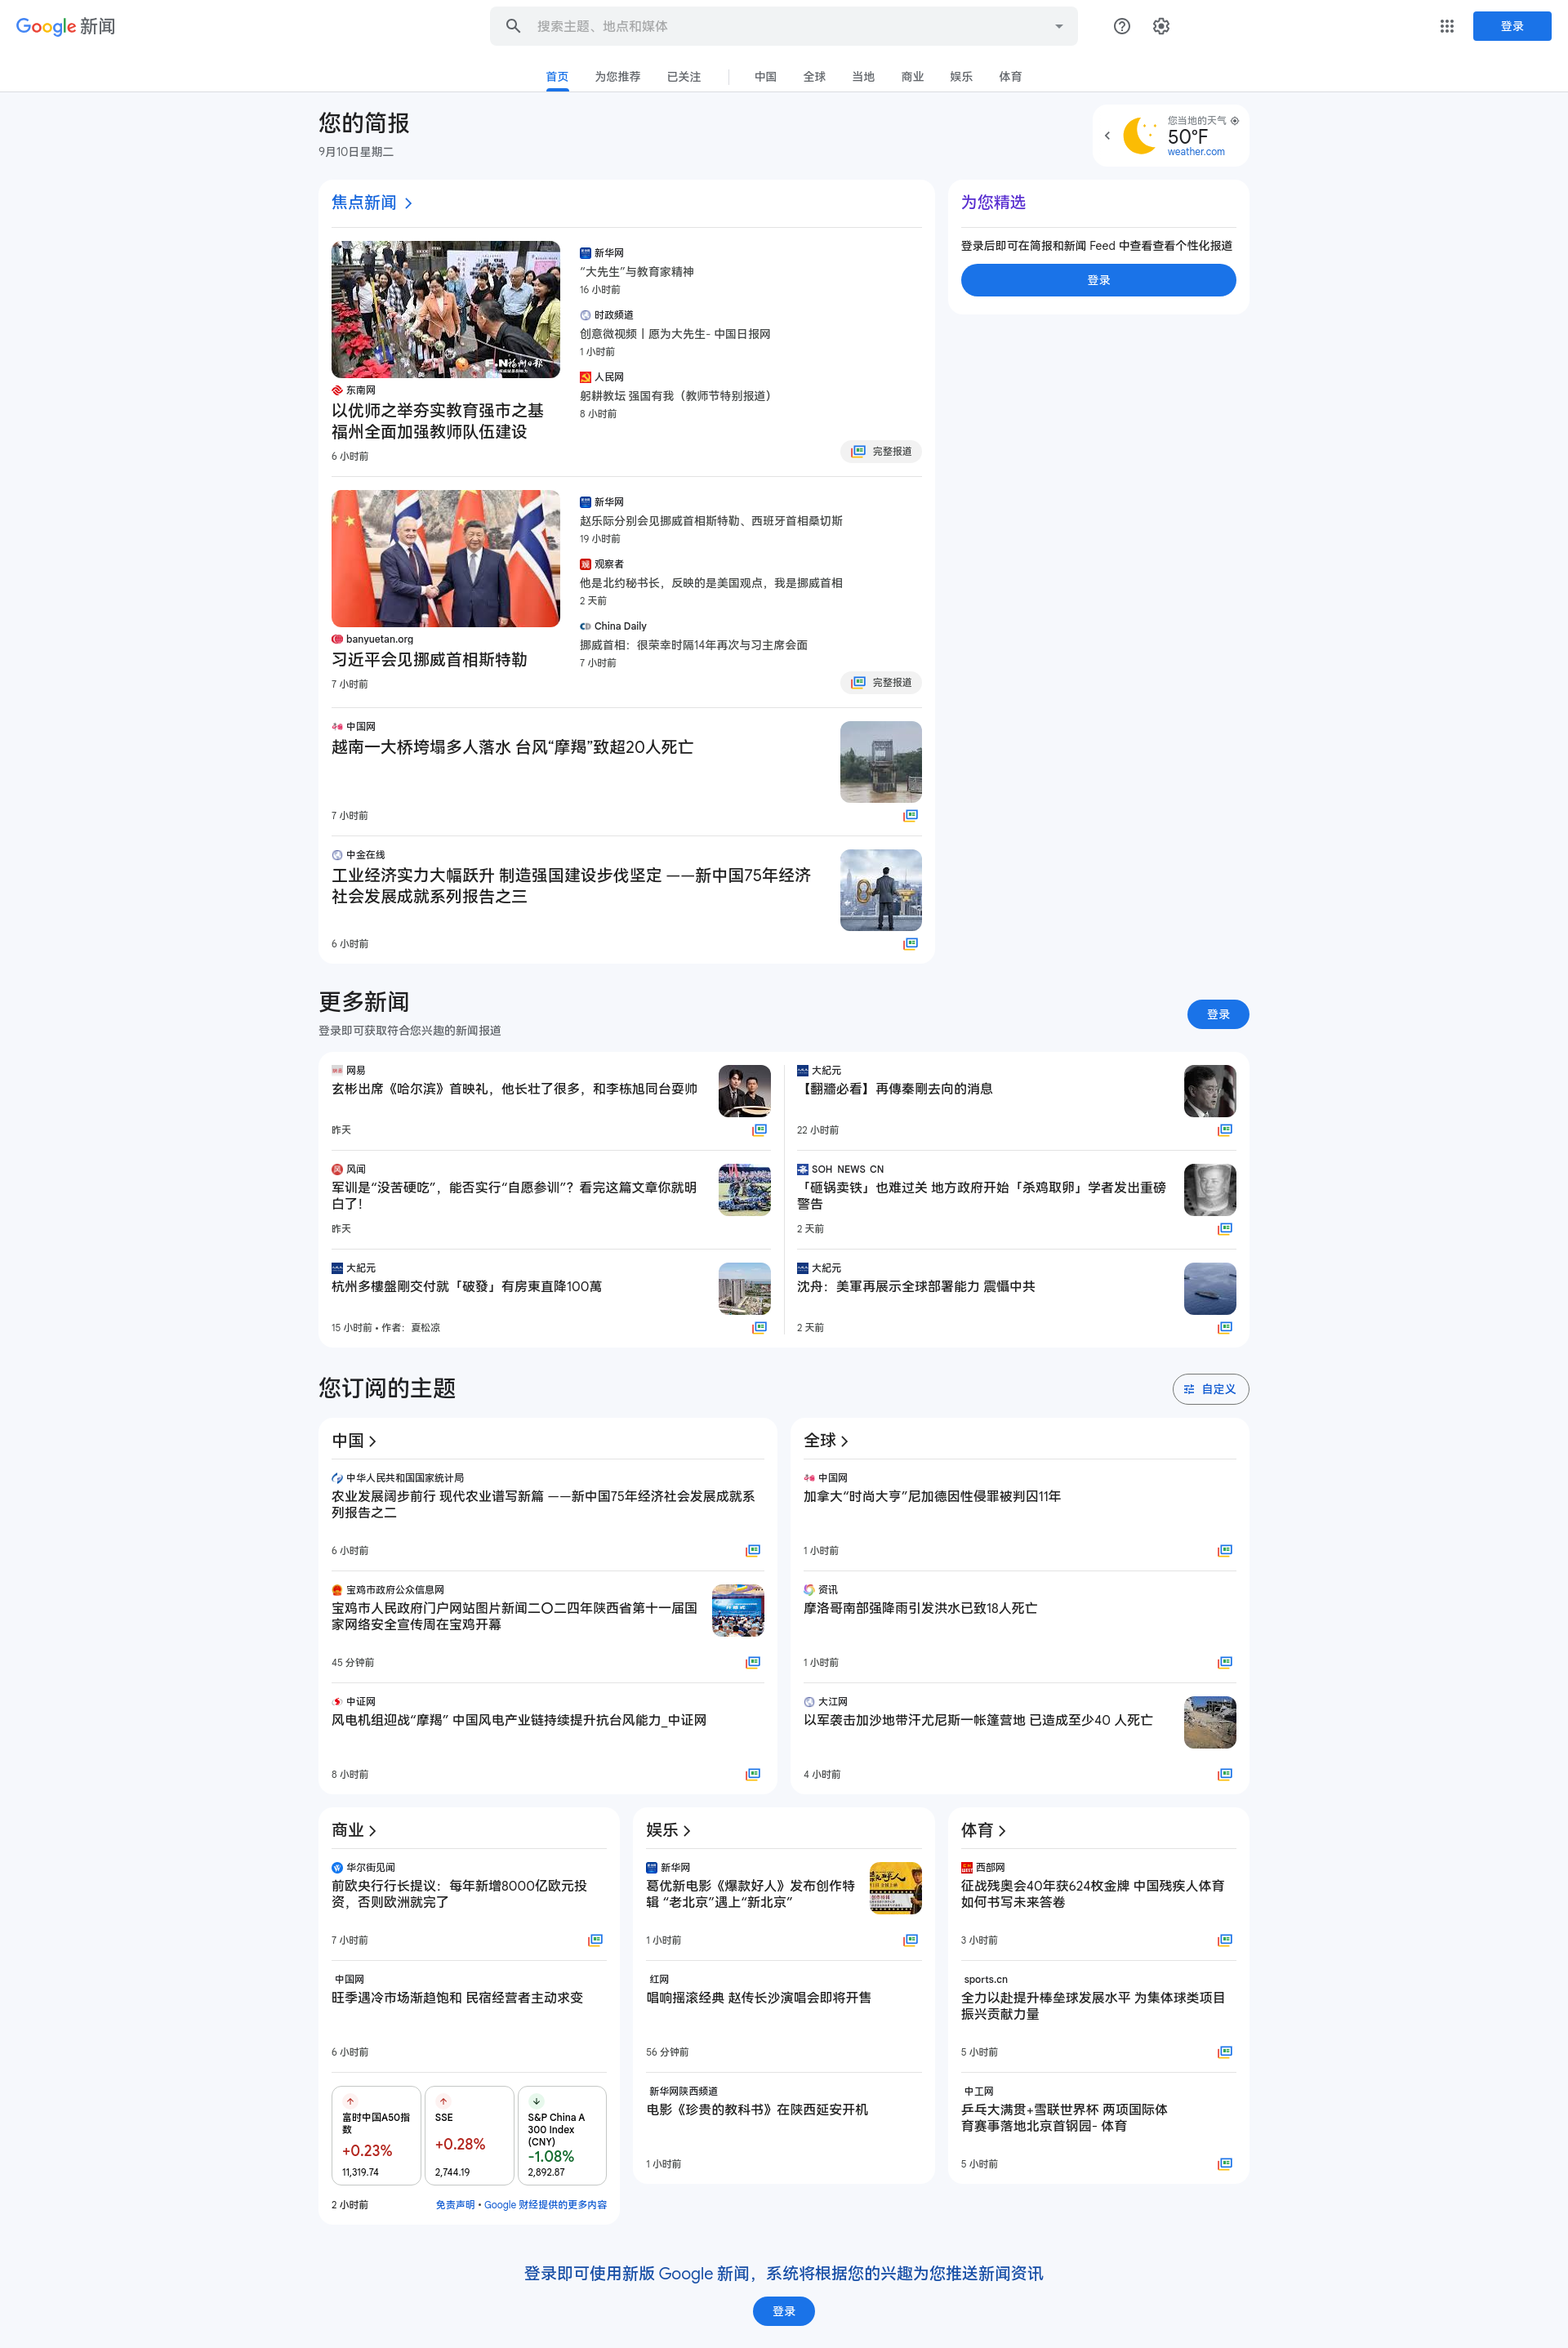 Google 新闻
搜索主题、地点和媒体
登录
首页
为您推荐
已关注
中国
全球
当地
商业
娱乐
体育
您的简报
9月10日星期二
您当地的天气
50°F
weather.com
焦点新闻
东南网
以优师之举夯实教育强市之基
福州全面加强教师队伍建设
6 小时前
新华网
“大先生”与教育家精神
16 小时前
时政频道
创意微视频丨愿为大先生- 中国日报网
1 小时前
人民网
躬耕教坛 强国有我（教师节特别报道）
8 小时前
完整报道
为您精选
登录后即可在简报和新闻 Feed 中查看查看个性化报道
登录
banyuetan.org
习近平会见挪威首相斯特勒
7 小时前
新华网
赵乐际分别会见挪威首相斯特勒、西班牙首相桑切斯
19 小时前
观察者
他是北约秘书长，反映的是美国观点，我是挪威首相
2 天前
China Daily
挪威首相：很荣幸时隔14年再次与习主席会面
7 小时前
完整报道
中国网
越南一大桥垮塌多人落水 台风“摩羯”致超20人死亡
7 小时前
中金在线
工业经济实力大幅跃升 制造强国建设步伐坚定 ——新中国75年经济
社会发展成就系列报告之三
6 小时前
更多新闻
登录即可获取符合您兴趣的新闻报道
登录
网易
玄彬出席《哈尔滨》首映礼，他长壮了很多，和李栋旭同台耍帅
昨天
风闻
军训是“没苦硬吃”，能否实行“自愿参训”？看完这篇文章你就明
白了！
昨天
大紀元
杭州多樓盤剛交付就「破發」有房東直降100萬
15 小时前 • 作者：夏松凉
大紀元
【翻牆必看】再傳秦剛去向的消息
22 小时前
SOH NEWS CN
「砸锅卖铁」也难过关 地方政府开始「杀鸡取卵」学者发出重磅
警告
2 天前
大紀元
沈舟：美軍再展示全球部署能力 震懾中共
2 天前
您订阅的主题
自定义
中国
中华人民共和国国家统计局
农业发展阔步前行 现代农业谱写新篇 ——新中国75年经济社会发展成就系
列报告之二
6 小时前
宝鸡市政府公众信息网
宝鸡市人民政府门户网站图片新闻二〇二四年陕西省第十一届国
家网络安全宣传周在宝鸡开幕
45 分钟前
中证网
风电机组迎战“摩羯” 中国风电产业链持续提升抗台风能力_中证网
8 小时前
全球
中国网
加拿大“时尚大亨”尼加德因性侵罪被判囚11年
1 小时前
资讯
摩洛哥南部强降雨引发洪水已致18人死亡
1 小时前
大江网
以军袭击加沙地带汗尤尼斯一帐篷营地 已造成至少40 人死亡
4 小时前
商业
华尔街见闻
前欧央行行长提议：每年新增8000亿欧元投
资，否则欧洲就完了
7 小时前
中国网
旺季遇冷市场渐趋饱和 民宿经营者主动求变
6 小时前
富时中国A50指
数
+0.23%
11,319.74
SSE
+0.28%
2,744.19
S&P China A
300 Index
(CNY)
-1.08%
2,892.87
2 小时前
免责声明 • Google 财经提供的更多内容
娱乐
新华网
葛优新电影《爆款好人》发布创作特
辑 “老北京”遇上“新北京”
1 小时前
红网
唱响摇滚经典 赵传长沙演唱会即将开售
56 分钟前
新华网陕西频道
电影《珍贵的教科书》在陕西延安开机
1 小时前
体育
西部网
征战残奥会40年获624枚金牌 中国残疾人体育
如何书写未来答卷
3 小时前
sports.cn
全力以赴提升棒垒球发展水平 为集体球类项目
振兴贡献力量
5 小时前
中工网
乒乓大满贯+雪联世界杯 两项国际体
育赛事落地北京首钢园- 体育
5 小时前
登录即可使用新版 Google 新闻，系统将根据您的兴趣为您推送新闻资讯
登录